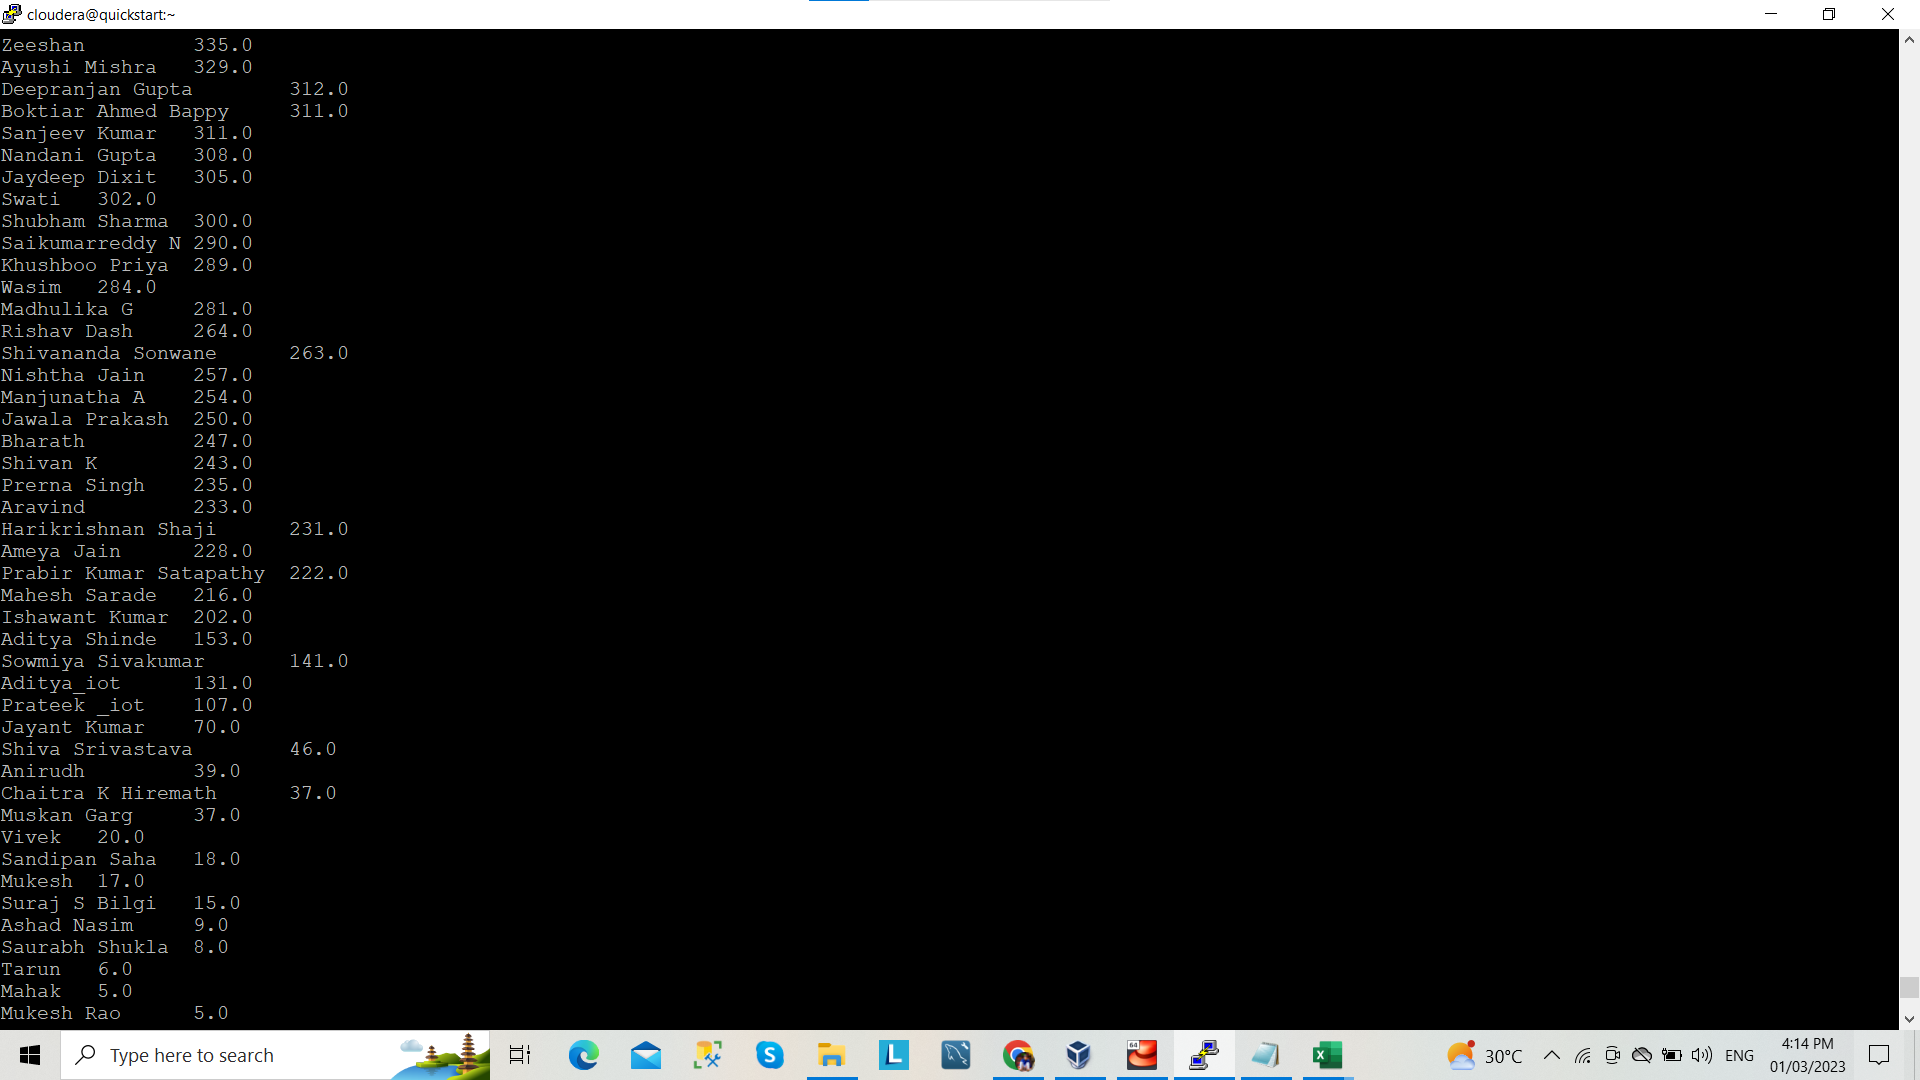 cloudera@quickstart:~
Zeeshan 335.0
Ayushi Mishra 329.0
Deepranjan Gupta 312.0
Boktiar Ahmed Bappy 311.0
Sanjeev Kumar 311.0
Nandani Gupta 308.0
Jaydeep Dixit 305.0
Swati 302.0
Shubham Sharma 300.0
Saikumarreddy N 290.0
Khushboo Priya 289.0
Wasim 284.0
Madhulika G 281.0
Rishav Dash 264.0
Shivananda Sonwane 263.0
Nishtha Jain 257.0
Manjunatha A 254.0
Jawala Prakash 250.0
Bharath 247.0
Shivan K 243.0
Prerna Singh 235.0
Aravind 233.0
Harikrishnan Shaji 231.0
Ameya Jain 228.0
Prabir Kumar Satapathy 222.0
Mahesh Sarade 216.0
Ishawant Kumar 202.0
Aditya Shinde 153.0
Sowmiya Sivakumar 141.0
Aditya_iot 131.0
Prateek _iot 107.0
Jayant Kumar 70.0
Shiva Srivastava 46.0
Anirudh 39.0
Chaitra K Hiremath 37.0
Muskan Garg 37.0
Vivek 20.0
Sandipan Saha 18.0
Mukesh 17.0
Suraj S Bilgi 15.0
Ashad Nasim 9.0
Saurabh Shukla 8.0
Tarun 6.0
Mahak 5.0
Mukesh Rao 5.0
Type here to search 30°C ENG 4:14 PM
01/03/2023